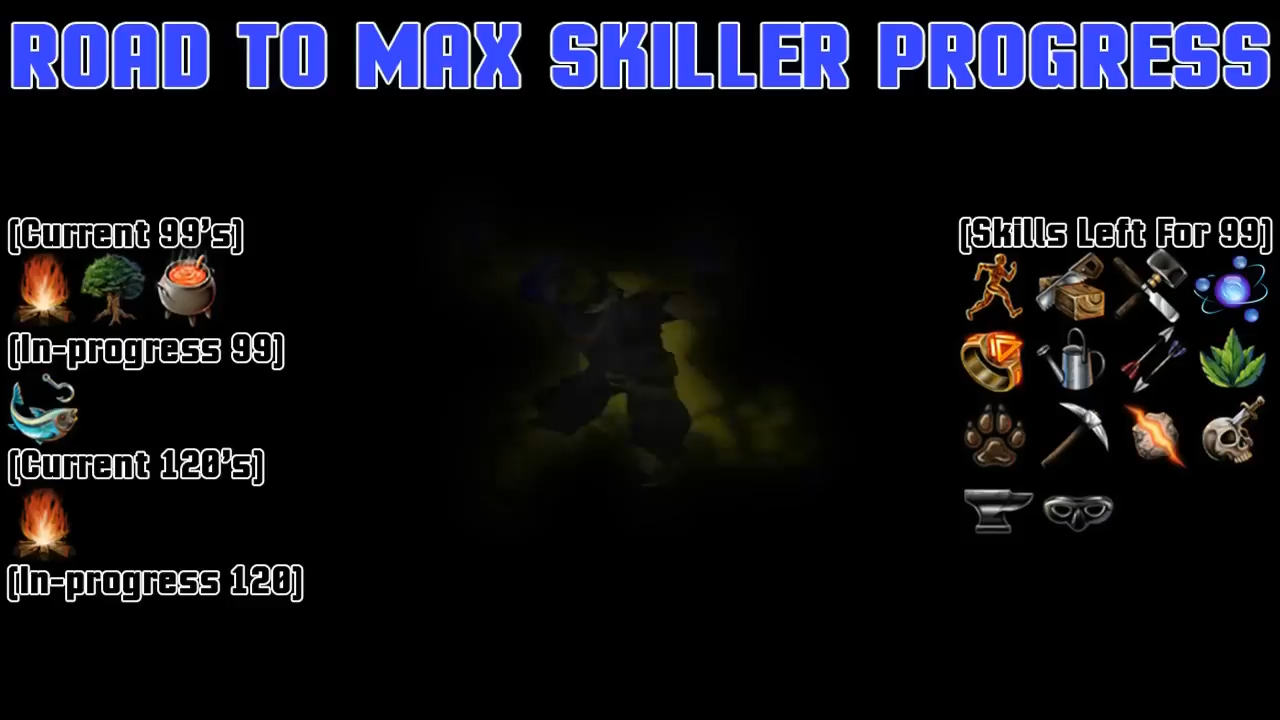 ROAD TO MAX SKILLER PROGRESS
(Current 99's)
(In-progress 99)
(Current 120's)
(In-progress 120)
(Skills Left For 99)